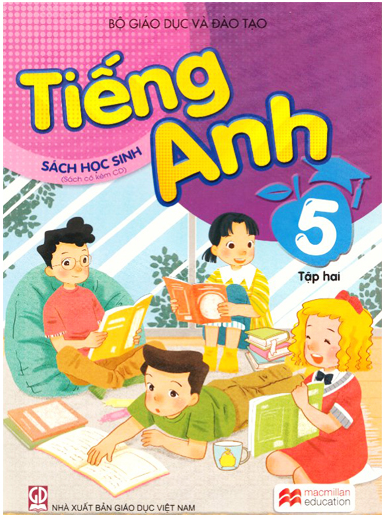 BỘ GIÁO DỤC VÀ ĐÀO TẠO
Tiếng
Anh
SÁCH HỌC SINH
(Sách có kèm CD)
5
Tập hai
NHÀ XUẤT BẢN GIÁO DỤC VIỆT NAM
macmillan
education